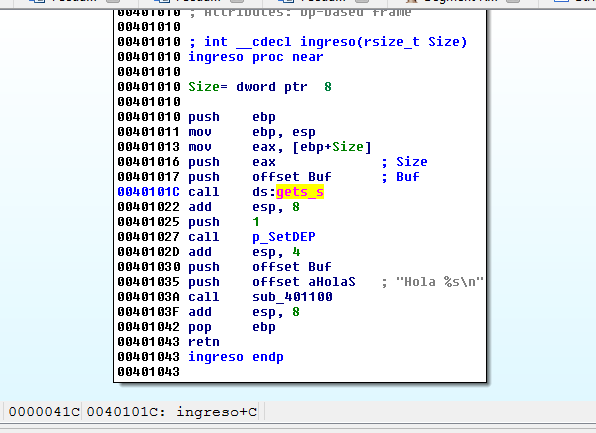 00401010 ; Attributes: bp-based frame
00401010
00401010 ; int __cdecl ingreso(rsize_t Size)
00401010 ingreso proc near
00401010
00401010 Size= dword ptr 8
00401010
00401010 push ebp
00401011 mov ebp, esp
00401013 mov eax, [ebp+Size]
00401016 push eax ; Size
00401017 push offset Buf ; Buf
0040101C call ds:gets_s
00401022 add esp, 8
00401025 push 1
00401027 call p_SetDEP
0040102D add esp, 4
00401030 push offset Buf
00401035 push offset aHolaS ; "Hola %s\n"
0040103A call sub_401100
0040103F add esp, 8
00401042 pop ebp
00401043 retn
00401043 ingreso endp
00401043
0000041C 0040101C: ingreso+C